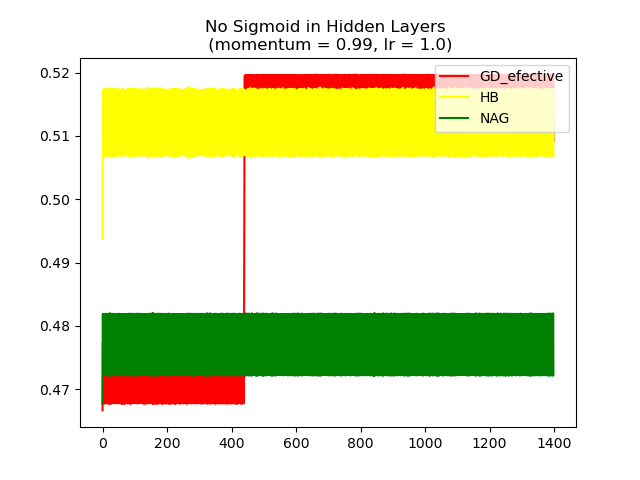 No Sigmoid in Hidden Layers
(momentum = 0.99, lr = 1.0)
GD_efective
HB
NAG
0.52
0.51
0.50
0.49
0.48
0.47
0 200 400 600 800 1000 1200 1400